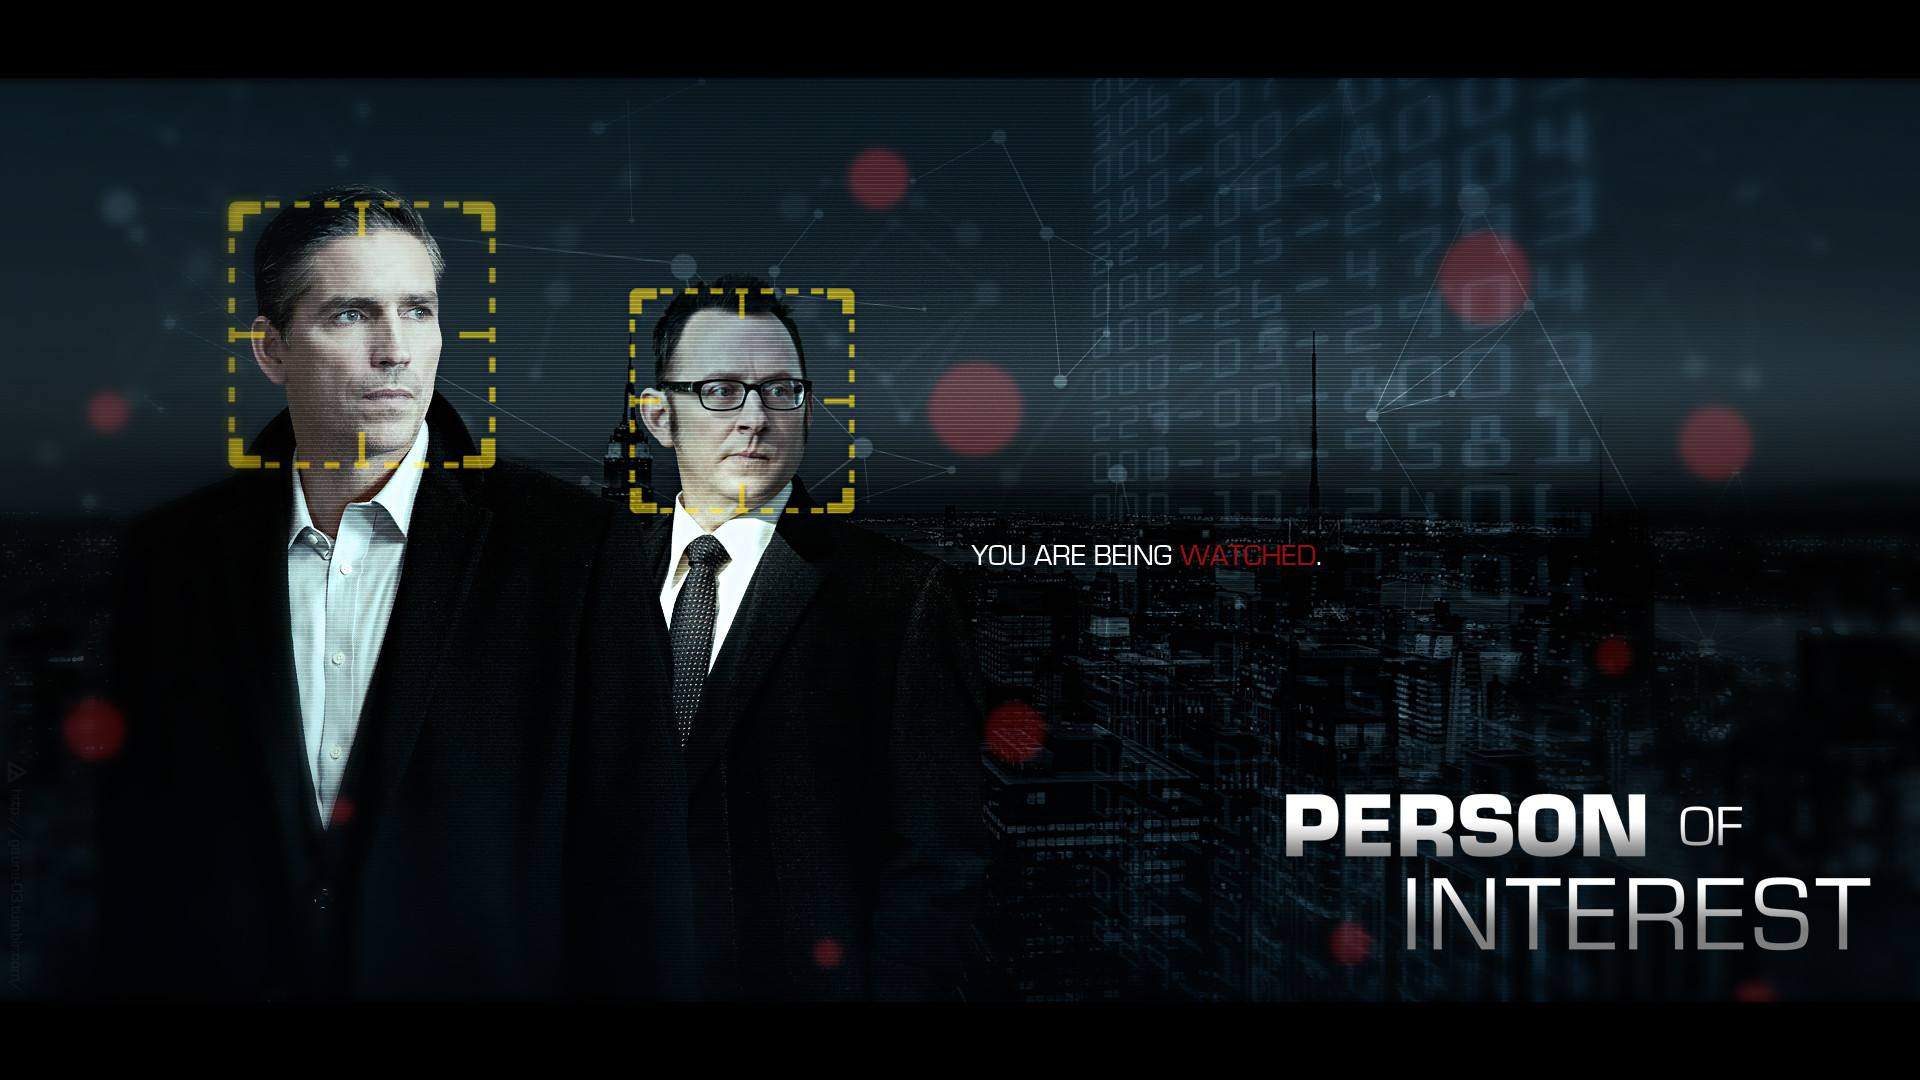 YOU ARE BEING WATCHED.
PERSON OF
INTEREST